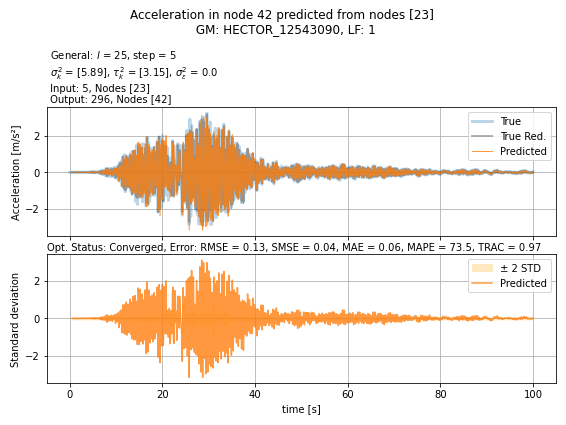 Acceleration in node 42 predicted from nodes [23]
GM: HECTOR_12543090, LF: 1
General: l = 25, step = 5
σ²ₖ = [5.89], τ²ₖ = [3.15], σ²ₑ = 0.0
Input: 5, Nodes [23]
Output: 296, Nodes [42]
True
True Red.
Predicted
Acceleration [m/s²]
2
0
−2
Opt. Status: Converged, Error: RMSE = 0.13, SMSE = 0.04, MAE = 0.06, MAPE = 73.5, TRAC = 0.97
± 2 STD
Predicted
Standard deviation
2
0
−2
0 20 40 60 80 100
time [s]